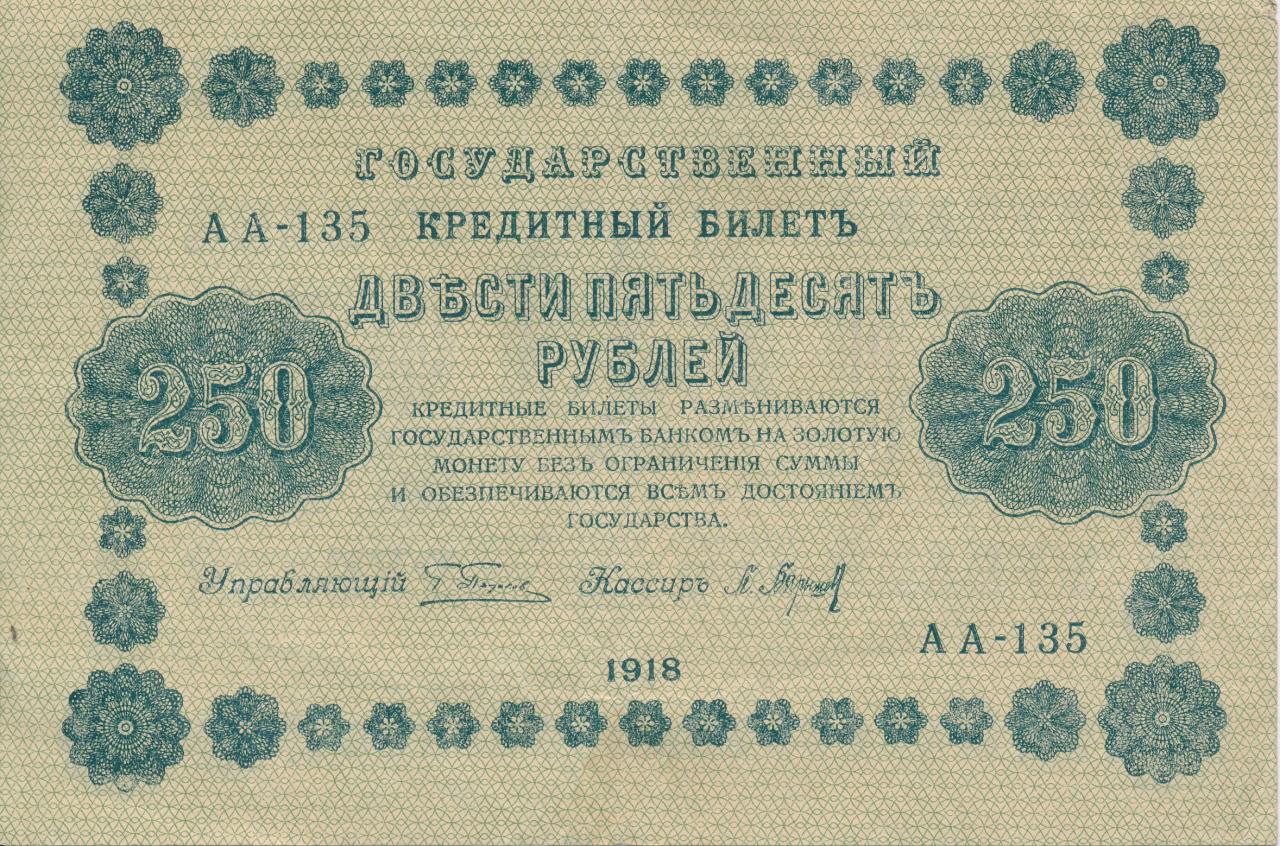 ГОСУДАРСТВЕННЫЙ
АА-135 КРЕДИТНЫЙ БИЛЕТЪ
ДВѢСТИ ПЯТЬДЕСЯТЪ
РУБЛЕЙ
250 250
КРЕДИТНЫЕ БИЛЕТЫ РАЗМѢНИВАЮТСЯ
ГОСУДАРСТВЕННЫМЪ БАНКОМЪ НА ЗОЛОТУЮ
МОНЕТУ БЕЗЪ ОГРАНИЧЕНІЯ СУММЫ
И ОБЕЗПЕЧИВАЮТСЯ ВСѢМЪ ДОСТОЯНІЕМЪ
ГОСУДАРСТВА.
Управляющій Кассиръ
АА-135
1918